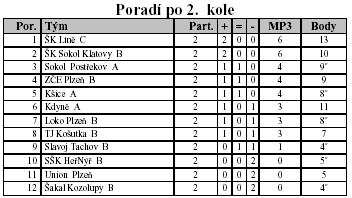 Poradí po 2. kole
Por. Tým Part. + = - MP3 Body
1 ŠK Líně C 2 2 0 0 6 13
2 ŠK Sokol Klatovy B 2 2 0 0 6 10
3 Sokol Postřekov A 2 1 1 0 4 9"
4 ZČE Plzeň B 2 1 1 0 4 9
5 Kšice A 2 1 1 0 4 8"
6 Kdyně A 2 1 0 1 3 11
7 Loko Plzeň B 2 1 0 1 3 8"
8 TJ Košutka B 2 1 0 1 3 7
9 Slavoj Tachov B 2 0 1 1 1 4"
10 SŠK HeřNýř B 2 0 0 2 0 5"
11 Union Plzeň 2 0 0 2 0 5
12 Šakal Kozolupy B 2 0 0 2 0 4"